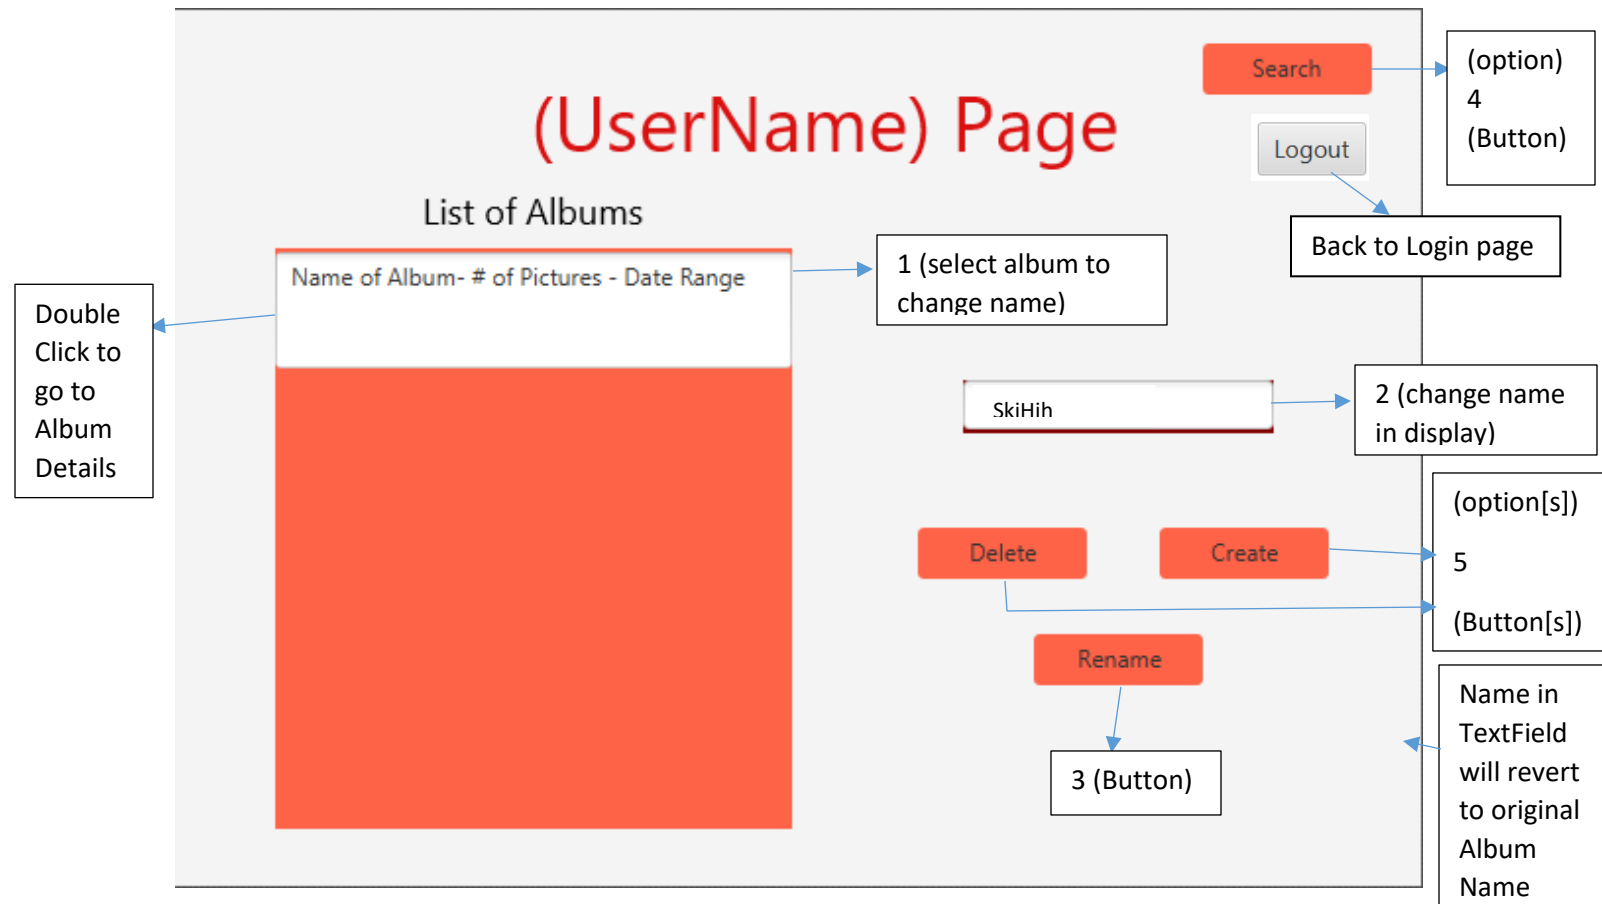 Search
(option)
4
(Button)
(UserName) Page
Logout
List of Albums
Back to Login page
Name of Album- # of Pictures - Date Range
1 (select album to
change name)
Double
Click to
go to
Album
Details
SkiHih
2 (change name
in display)
(option[s])
5
(Button[s])
Delete
Create
Rename
3 (Button)
Name in
TextField
will revert
to original
Album
Name